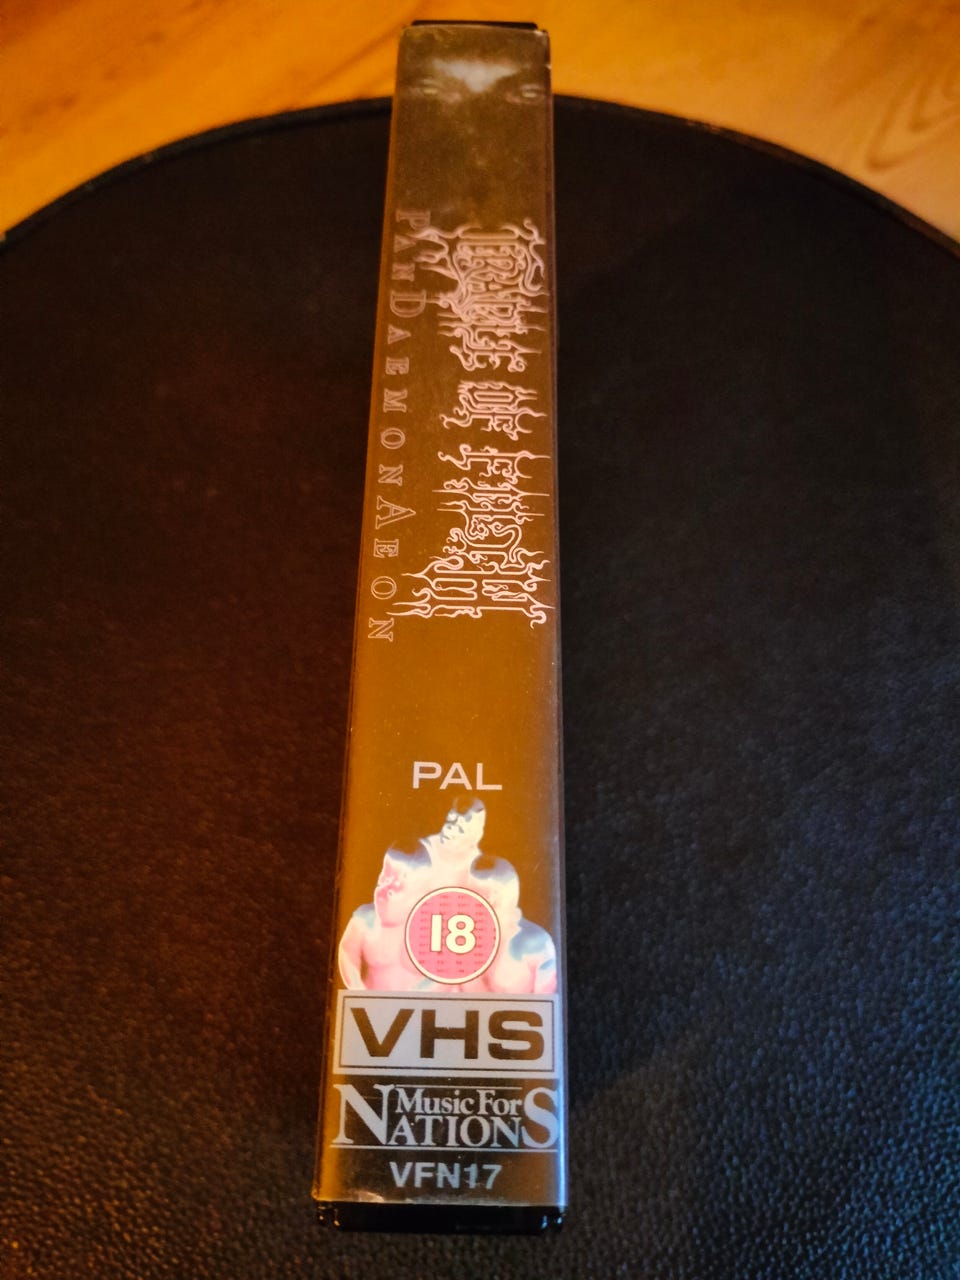 CRADLE OF FILTH
PANDAEMONAEON
PAL
18
VHS
Music For
NATIONS
VFN17